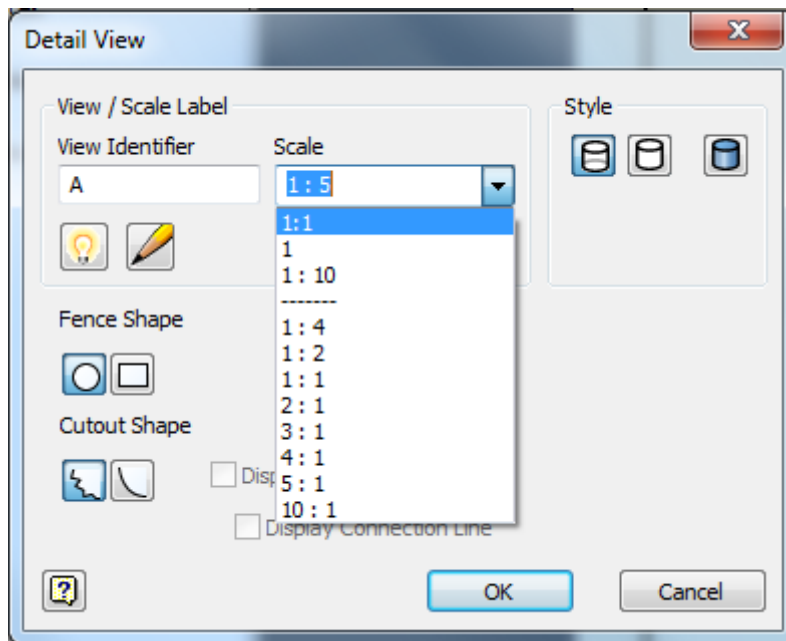 Detail View
View / Scale Label
Style
View Identifier
Scale
A
1 : 5
1:1
1
1 : 10
-------
1 : 4
1 : 2
1 : 1
2 : 1
3 : 1
4 : 1
5 : 1
10 : 1
Fence Shape
Cutout Shape
Display Connection Line
OK
Cancel